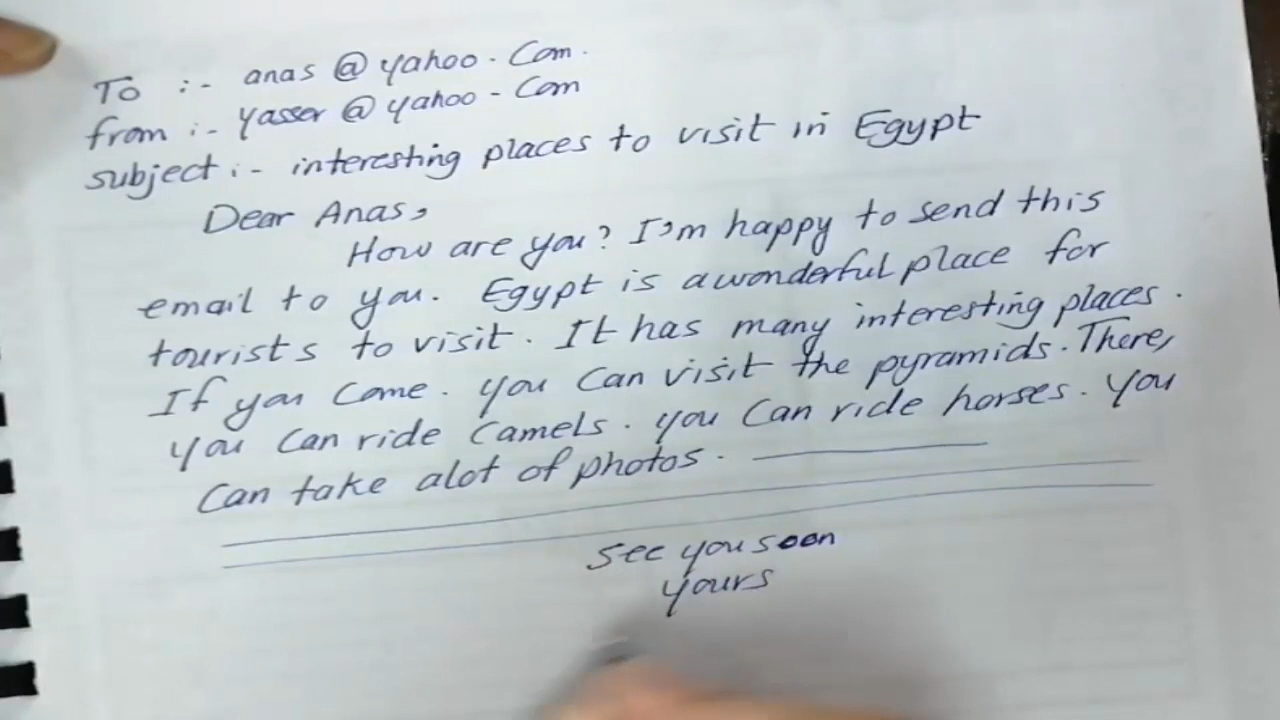 To :- anas @ yahoo . Com .
from :- yasser @ yahoo - Com
subject :- interesting places to visit in Egypt
Dear Anas,
How are you? I'm happy to send this
email to you. Egypt is a wonderful place for
tourists to visit. It has many interesting places.
If you come. you can visit the pyramids. There,
you can ride camels. you can ride horses. you
can take alot of photos.
See you soon
yours